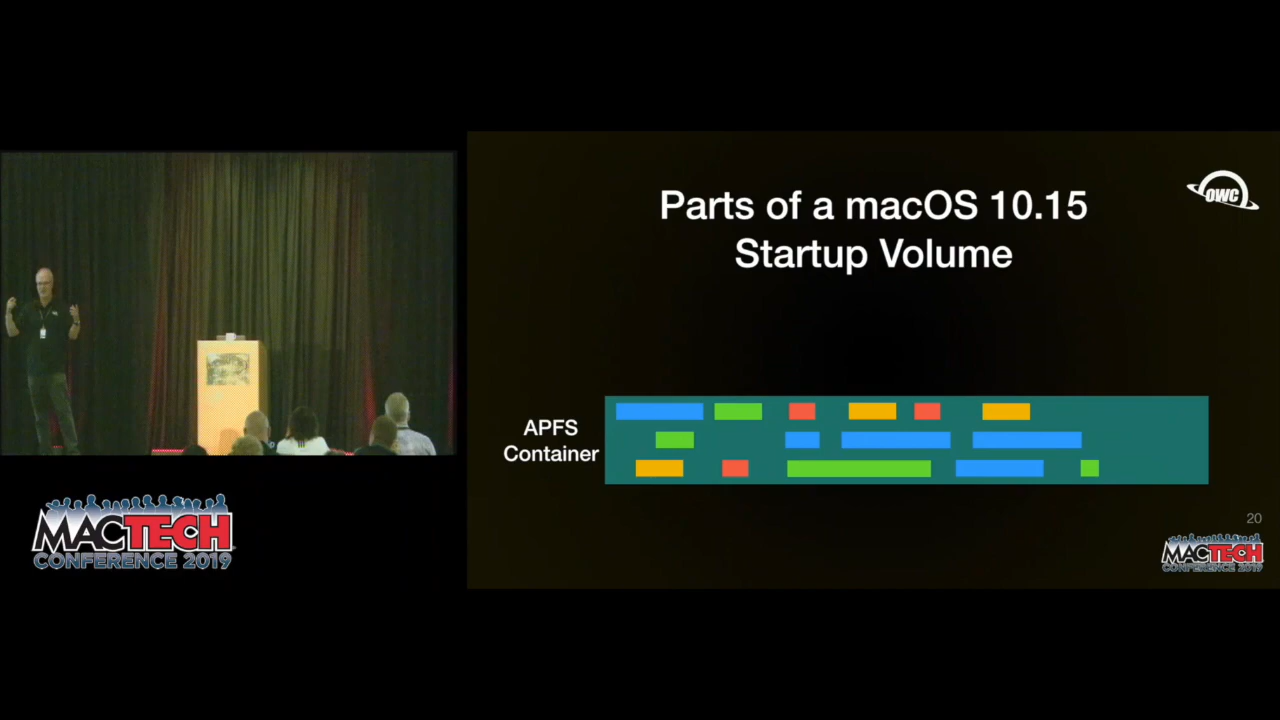 Parts of a macOS 10.15
Startup Volume
OWC
APFS
Container
20
MACTECH
CONFERENCE 2019
MACTECH
CONFERENCE 2019